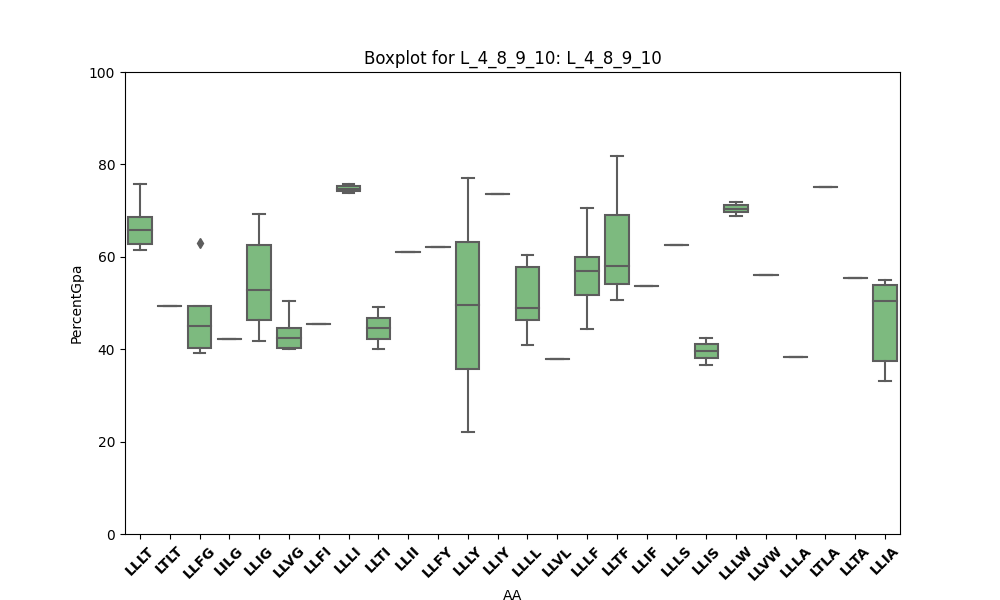 Boxplot for L_4_8_9_10: L_4_8_9_10
100
80
60
40
20
0
PercentGpa
LLLT LTLT LLFG LILG LLIG LLVG LLFI LLLI LLTI LLII LLFY LLLY LLIY LLLL LLVL LLLF LLTF LLIF LLLS LLIS LLLW LLVW LLLA LTLA LLTA LLIA
AA